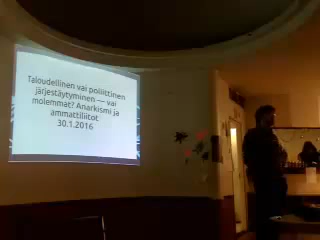 Taloudellinen vai poliittinen
järjestäytyminen — vai
molemmat? Anarkismi ja
ammattiliitot
30.1.2016